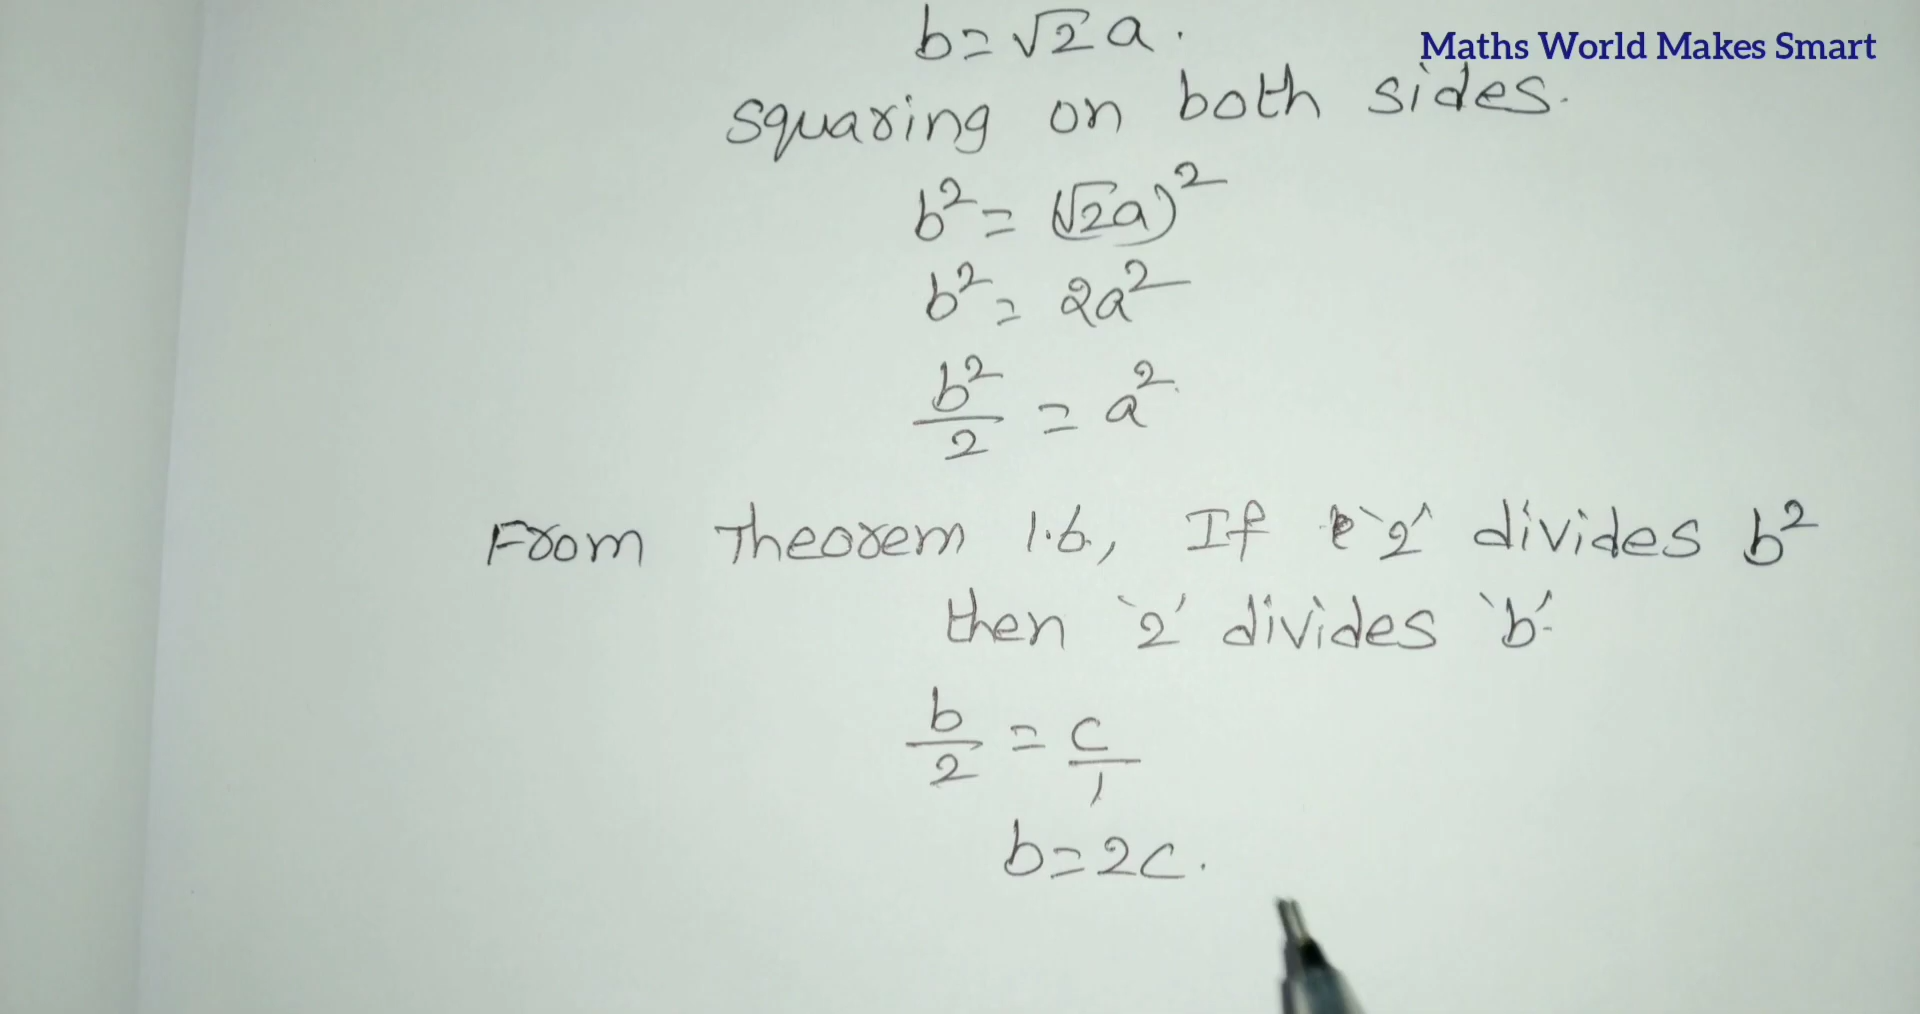 b = √2 a.
Maths World Makes Smart
squaring on both sides.
b² = (√2a)²
b² = 2a²
b²/2 = a²
From Theorem 1.6, If '2' divides b²
then '2' divides 'b'.
b/2 = c/1
b = 2c.